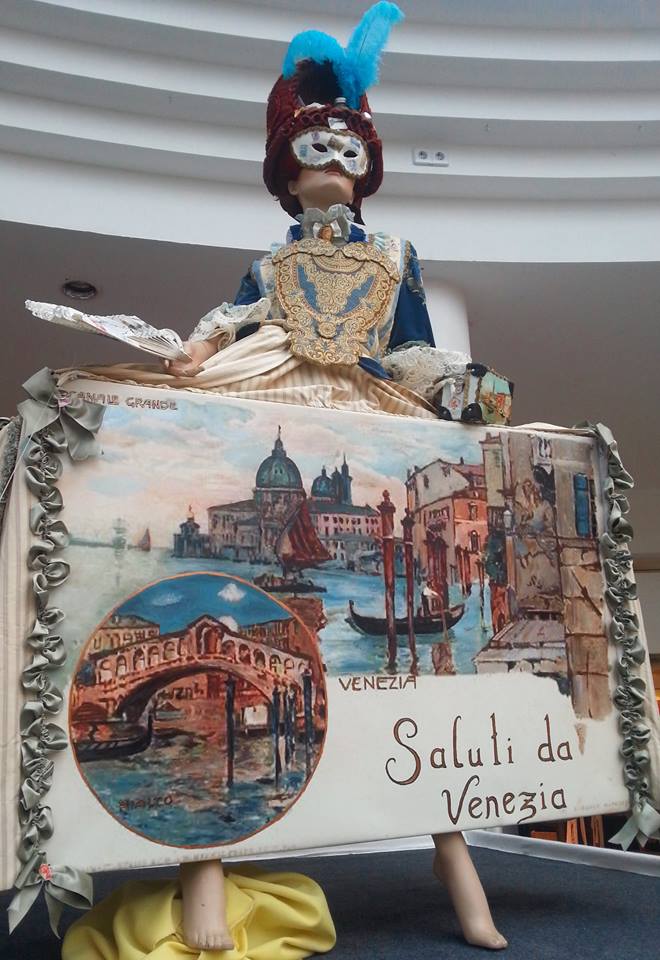 CANALE GRANDE
VENEZIA
RIALTO
Saluti da
Venezia